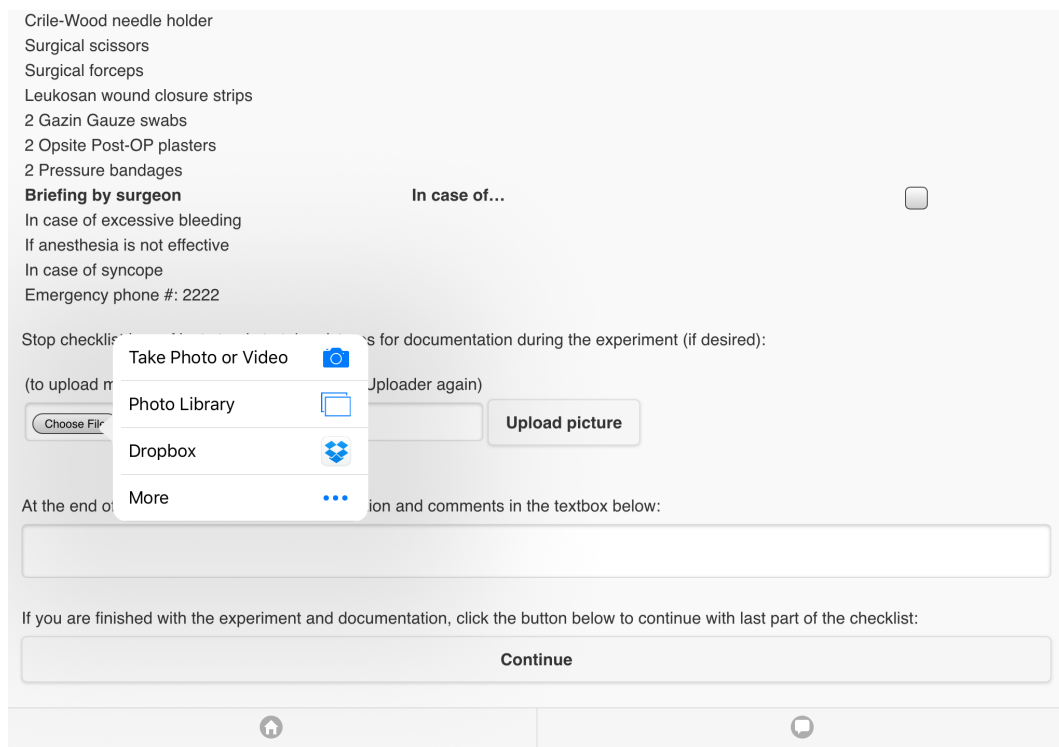 Crile-Wood needle holder
Surgical scissors
Surgical forceps
Leukosan wound closure strips
2 Gazin Gauze swabs
2 Opsite Post-OP plasters
2 Pressure bandages
Briefing by surgeon In case of...
In case of excessive bleeding
If anesthesia is not effective
In case of syncope
Emergency phone #: 2222
Stop checklis s for documentation during the experiment (if desired):
Take Photo or Video
(to upload Uploader again)
Photo Library
Choose File
Upload picture
Dropbox
More
At the end of ion and comments in the textbox below:
If you are finished with the experiment and documentation, click the button below to continue with last part of the checklist:
Continue